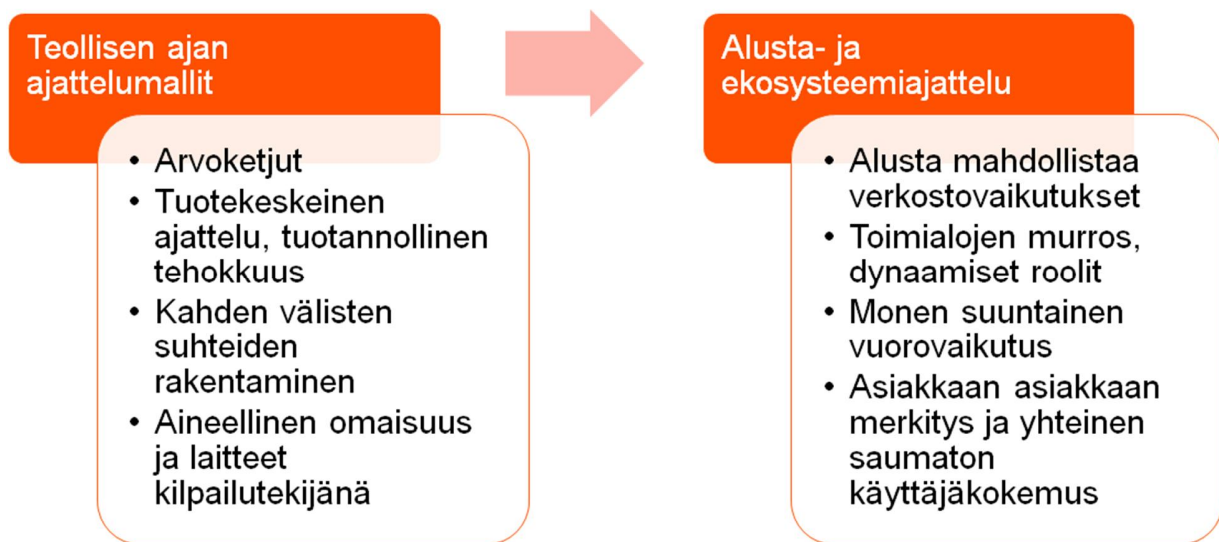 Teollisen ajan
ajattelumallit
• Arvoketjut
• Tuotekeskeinen
ajattelu, tuotannollinen
tehokkuus
• Kahden välisten
suhteiden
rakentaminen
• Aineellinen omaisuus
ja laitteet
kilpailutekijänä
Alusta- ja
ekosysteemiajattelu
• Alusta mahdollistaa
verkostovaikutukset
• Toimialojen murros,
dynaamiset roolit
• Monen suuntainen
vuorovaikutus
• Asiakkaan asiakkaan
merkitys ja yhteinen
saumaton
käyttäjäkokemus